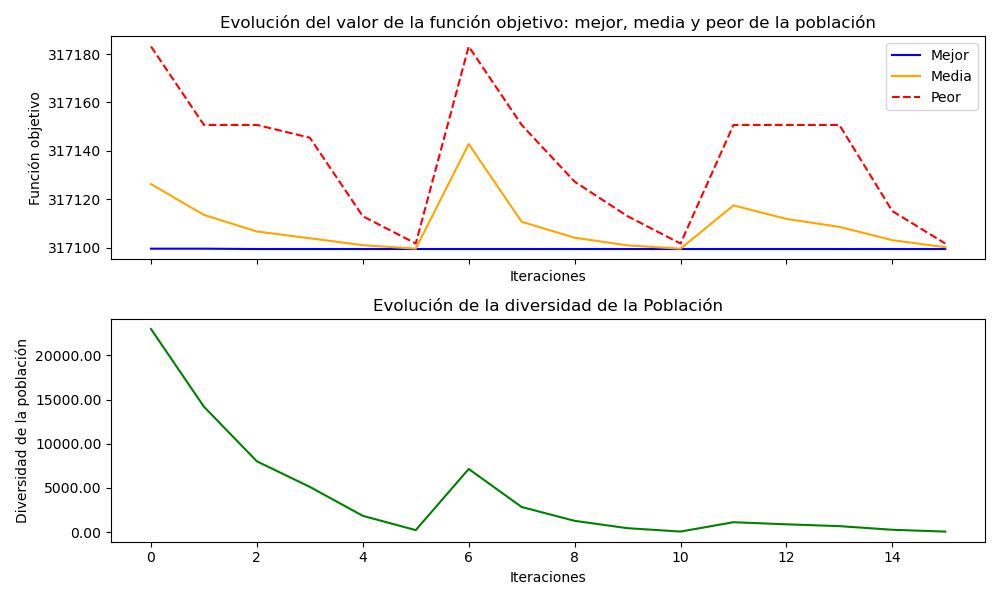 Evolución del valor de la función objetivo: mejor, media y peor de la población
317180
317160
317140
317120
317100
Función objetivo
Mejor
Media
Peor
Iteraciones
Evolución de la diversidad de la Población
20000.00
15000.00
10000.00
5000.00
0.00
Diversidad de la población
0 2 4 6 8 10 12 14
Iteraciones